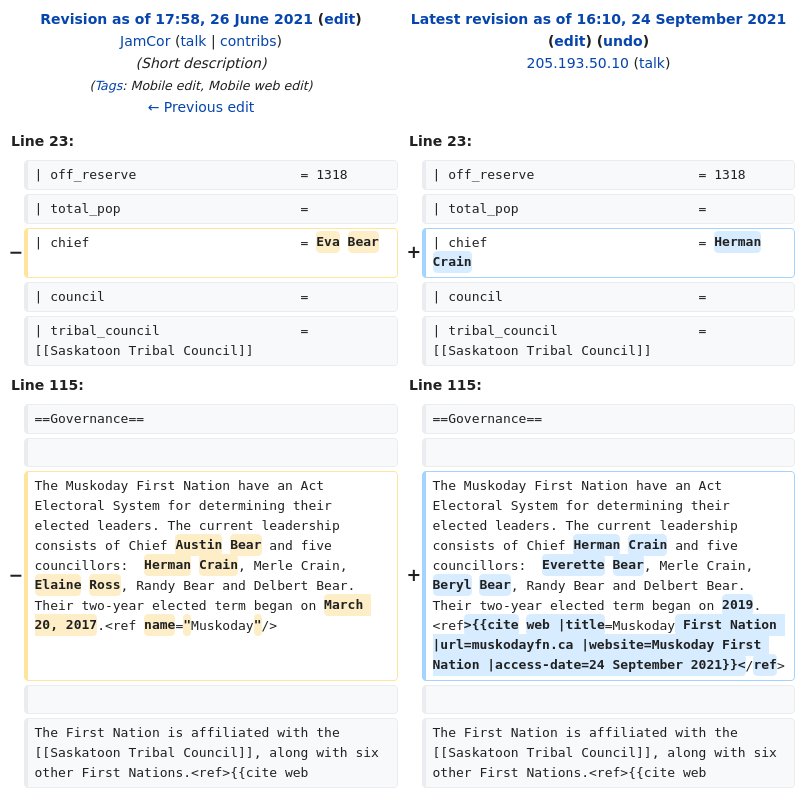 Revision as of 17:58, 26 June 2021 (edit)
JamCor (talk | contribs)
(Short description)
(Tags: Mobile edit, Mobile web edit)
← Previous edit
Latest revision as of 16:10, 24 September 2021
(edit) (undo)
205.193.50.10 (talk)
Line 23:
Line 23:
| off_reserve = 1318
| off_reserve = 1318
| total_pop =
| total_pop =
− | chief = Eva Bear
+ | chief = Herman
Crain
| council =
| council =
| tribal_council =
[[Saskatoon Tribal Council]]
| tribal_council =
[[Saskatoon Tribal Council]]
Line 115:
Line 115:
==Governance==
==Governance==
The Muskoday First Nation have an Act
Electoral System for determining their
elected leaders. The current leadership
consists of Chief Austin Bear and five
− councillors:  Herman Crain, Merle Crain,
Elaine Ross, Randy Bear and Delbert Bear.
Their two-year elected term began on March
20, 2017.<ref name="Muskoday"/>
The Muskoday First Nation have an Act
Electoral System for determining their
elected leaders. The current leadership
consists of Chief Herman Crain and five
+ councillors:  Everette Bear, Merle Crain,
Beryl Bear, Randy Bear and Delbert Bear.
Their two-year elected term began on 2019.
<ref>{{cite web |title=Muskoday First Nation
|url=muskodayfn.ca |website=Muskoday First
Nation |access-date=24 September 2021}}</ref>
The First Nation is affiliated with the
[[Saskatoon Tribal Council]], along with six
other First Nations.<ref>{{cite web
The First Nation is affiliated with the
[[Saskatoon Tribal Council]], along with six
other First Nations.<ref>{{cite web